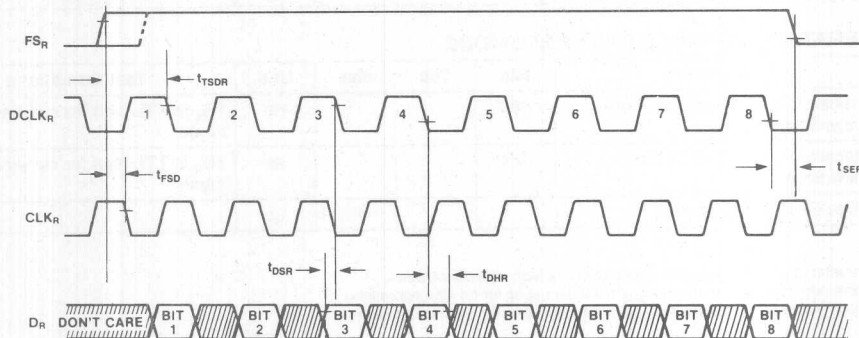 FSR
tTSDR
DCLKR
1 2 3 4 5 6 7 8
tFSD
tSER
CLKR
tDSR
tDHR
DR DON'T CARE BIT 1 BIT 2 BIT 3 BIT 4 BIT 5 BIT 6 BIT 7 BIT 8